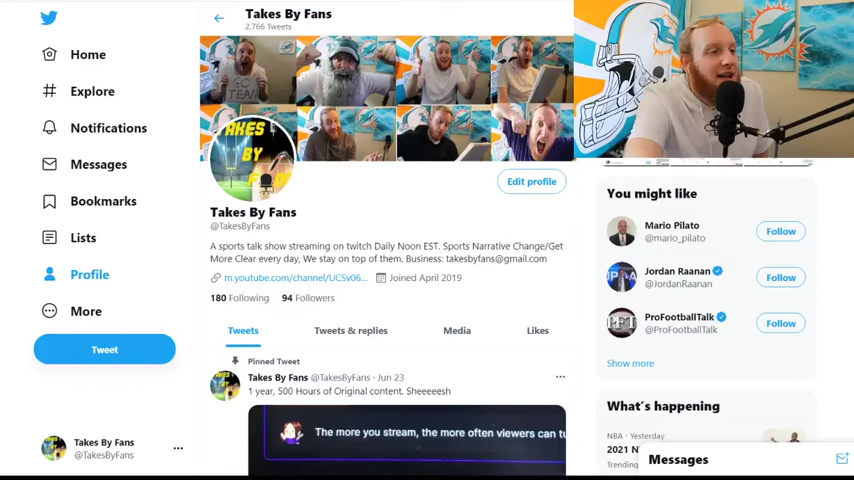 Takes By Fans
2,766 Tweets
Home
Explore
Notifications
Messages
Bookmarks
Lists
Profile
More
Tweet
Takes By Fans
@TakesByFans
GO
TEAM
TAKES
BY
Edit profile
Takes By Fans
@TakesByFans
A sports talk show streaming on twitch Daily Noon EST. Sports Narrative Change/Get
More Clear every day, We stay on top of them. Business: takesbyfans@gmail.com
m.youtube.com/channel/UCSv06... Joined April 2019
180 Following 94 Followers
Tweets Tweets & replies Media Likes
Pinned Tweet
Takes By Fans @TakesByFans · Jun 23
1 year, 500 Hours of Original content. Sheeeeesh
The more you stream, the more often viewers can tu
You might like
Mario Pilato
@mario_pilato
Follow
Jordan Raanan
@JordanRaanan
Follow
ProFootballTalk
@ProFootballTalk
Follow
Show more
What's happening
NBA · Yesterday
2021 N
Trending
Messages